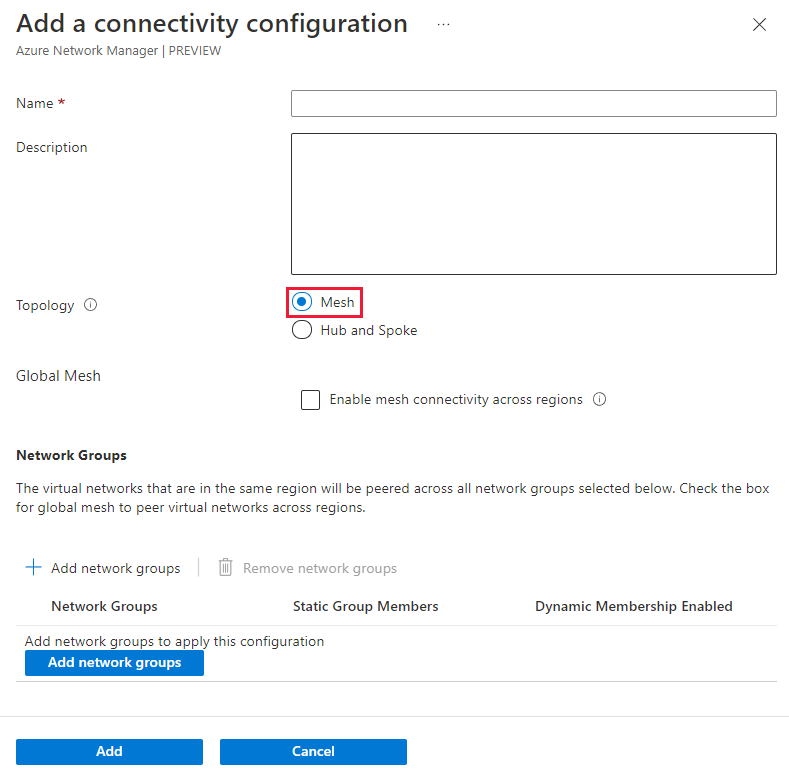 Add a connectivity configuration ...
Azure Network Manager | PREVIEW
Name *
Description
Topology
Mesh
Hub and Spoke
Global Mesh
Enable mesh connectivity across regions
Network Groups
The virtual networks that are in the same region will be peered across all network groups selected below. Check the box
for global mesh to peer virtual networks across regions.
Add network groups
Remove network groups
Network Groups Static Group Members Dynamic Membership Enabled
Add network groups to apply this configuration
Add network groups
Add Cancel